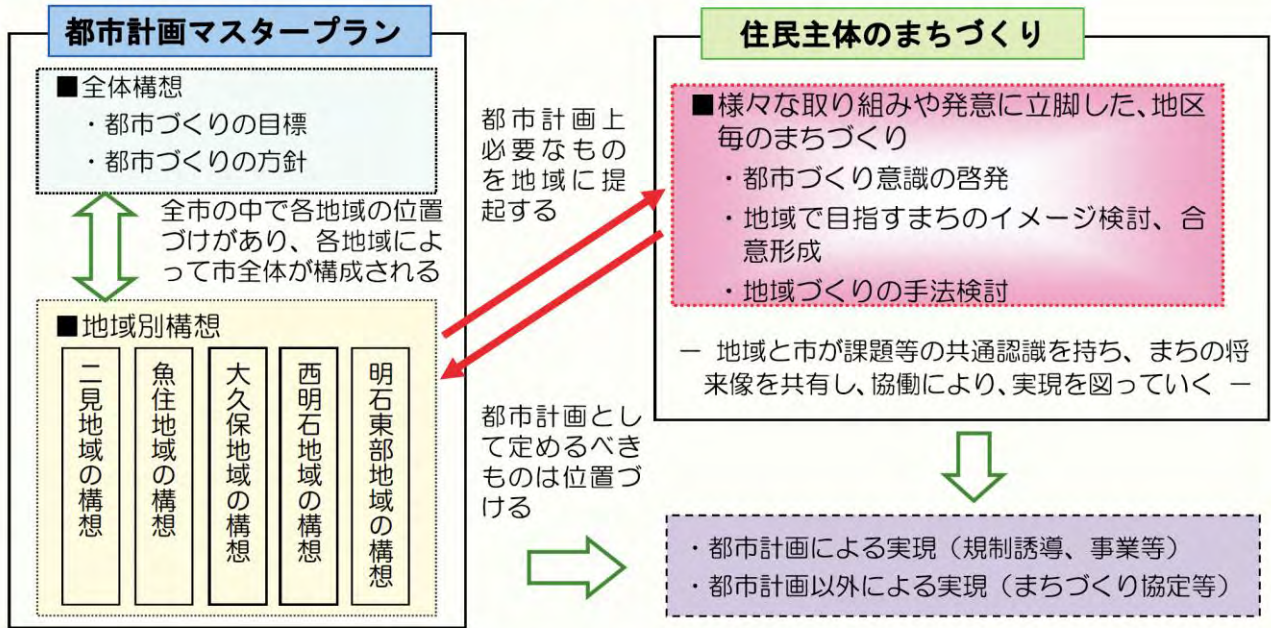 都市計画マスタープラン
■全体構想
・都市づくりの目標
・都市づくりの方針
全市の中で各地域の位置
づけがあり、各地域によ
って市全体が構成される
■地域別構想
二見地域の構想
魚住地域の構想
大久保地域の構想
西明石地域の構想
明石東部地域の構想
都市計画上
必要なもの
を地域に提
起する
都市計画とし
て定めるべき
ものは位置づ
ける
住民主体のまちづくり
■様々な取り組みや発意に立脚した、地区
毎のまちづくり
・都市づくり意識の啓発
・地域で目指すまちのイメージ検討、合
意形成
・地域づくりの手法検討
― 地域と市が課題等の共通認識を持ち、まちの将
来像を共有し、協働により、実現を図っていく ―
・都市計画による実現（規制誘導、事業等）
・都市計画以外による実現（まちづくり協定等）